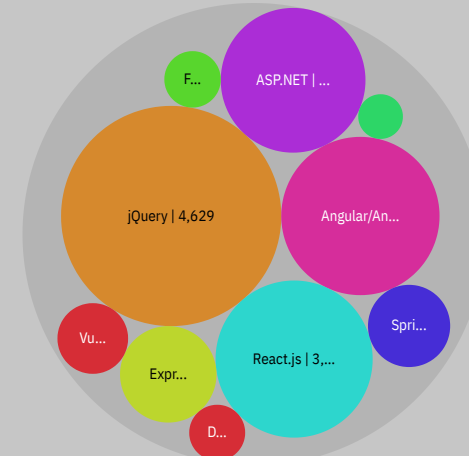 F...
ASP.NET | ...
jQuery | 4,629
Angular/An...
Spri...
Vu...
React.js | 3,...
Expr...
D...